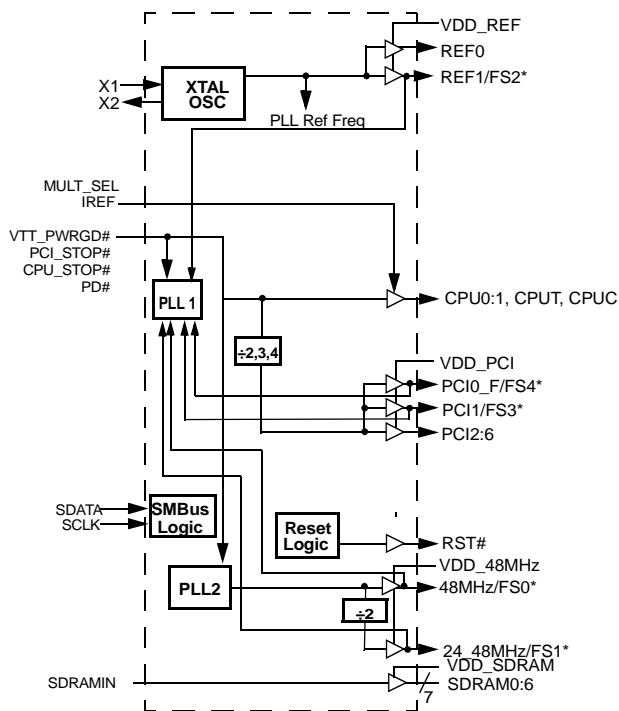 VDD_REF
REF0
REF1/FS2*
X1
X2
XTAL
OSC
PLL Ref Freq
MULT_SEL
IREF
VTT_PWRGD#
PCI_STOP#
CPU_STOP#
PD#
PLL 1
CPU0:1, CPUT, CPUC
÷2,3,4
VDD_PCI
PCI0_F/FS4*
PCI1/FS3*
PCI2:6
SDATA
SCLK
SMBus
Logic
Reset
Logic
RST#
VDD_48MHz
PLL2
48MHz/FS0*
÷2
24_48MHz/FS1*
VDD_SDRAM
SDRAMIN
SDRAM0:6
7